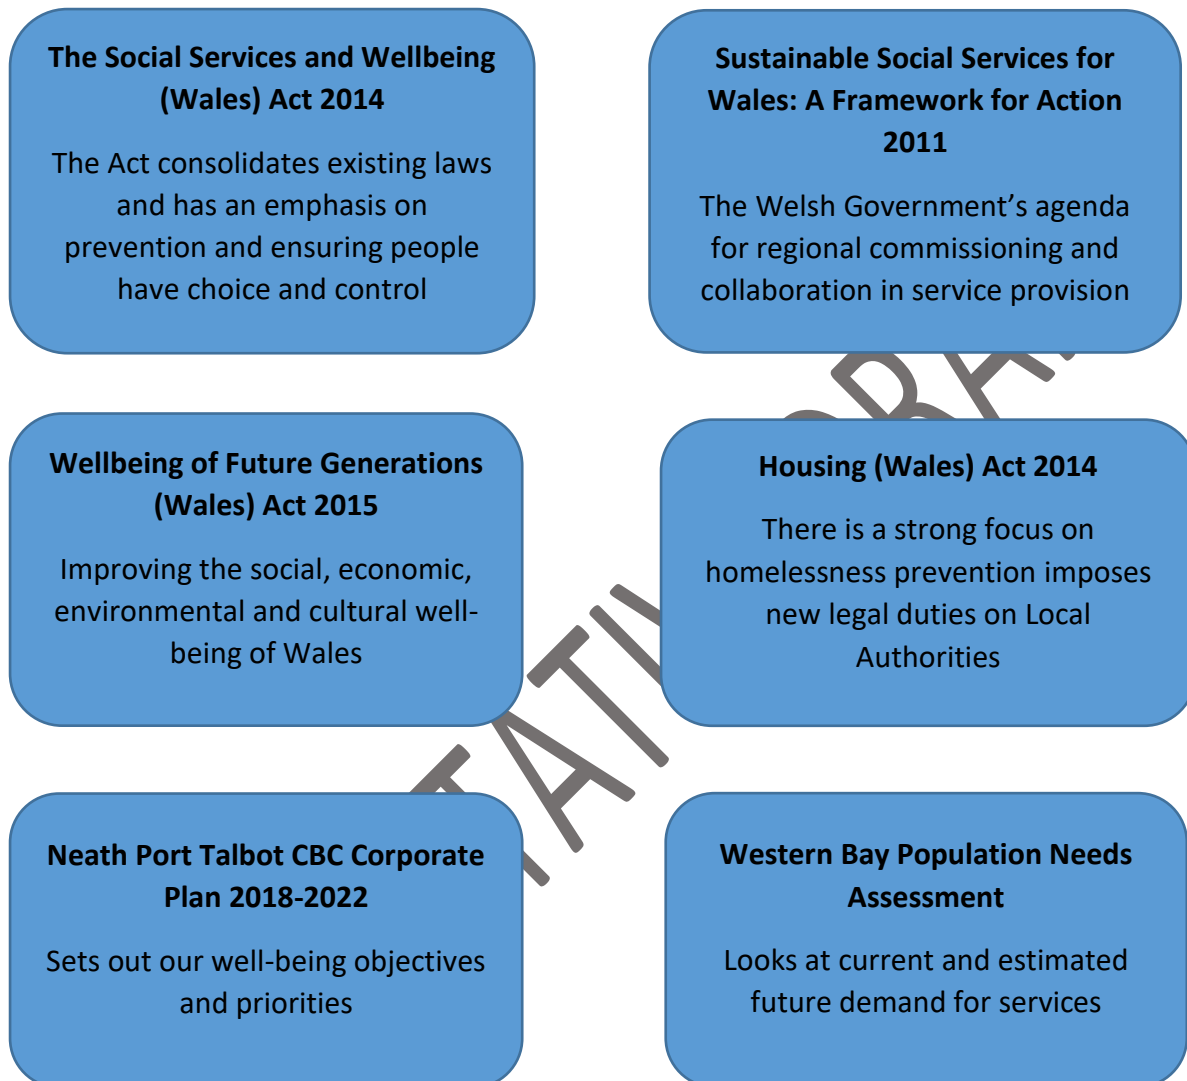 The Social Services and Wellbeing
(Wales) Act 2014
The Act consolidates existing laws
and has an emphasis on
prevention and ensuring people
have choice and control
Sustainable Social Services for
Wales: A Framework for Action
2011
The Welsh Government’s agenda
for regional commissioning and
collaboration in service provision
Wellbeing of Future Generations
(Wales) Act 2015
Improving the social, economic,
environmental and cultural well-
being of Wales
Housing (Wales) Act 2014
There is a strong focus on
homelessness prevention imposes
new legal duties on Local
Authorities
Neath Port Talbot CBC Corporate
Plan 2018-2022
Sets out our well-being objectives
and priorities
Western Bay Population Needs
Assessment
Looks at current and estimated
future demand for services